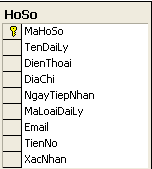 HoSo
MaHoSo
TenDaiLy
DienThoai
DiaChi
NgayTiepNhan
MaLoaiDaiLy
Email
TienNo
XacNhan